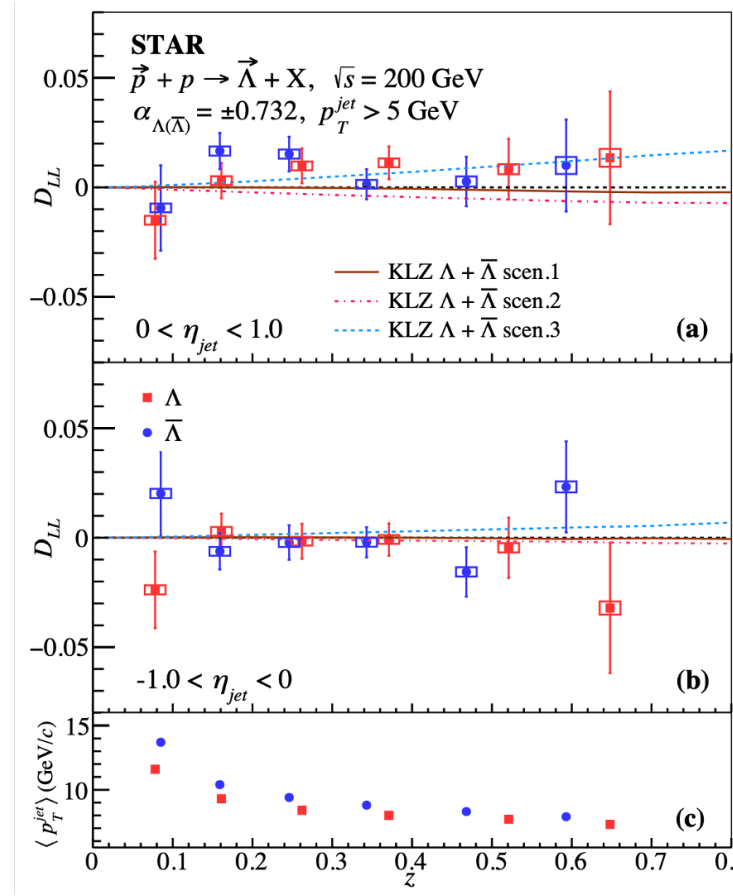 STAR
p⃗ + p → Λ⃗ + X, √s = 200 GeV
α_Λ(Λ̅) = ±0.732, p_T^jet > 5 GeV
0.05
0
−0.05
D_LL
KLZ Λ + Λ̅ scen.1
KLZ Λ + Λ̅ scen.2
KLZ Λ + Λ̅ scen.3
0 < η_jet < 1.0
(a)
Λ
Λ̅
0.05
0
−0.05
D_LL
-1.0 < η_jet < 0
(b)
15
10
⟨ p_T^jet ⟩ (GeV/c)
(c)
0 0.1 0.2 0.3 0.4 0.5 0.6 0.7 0.
z